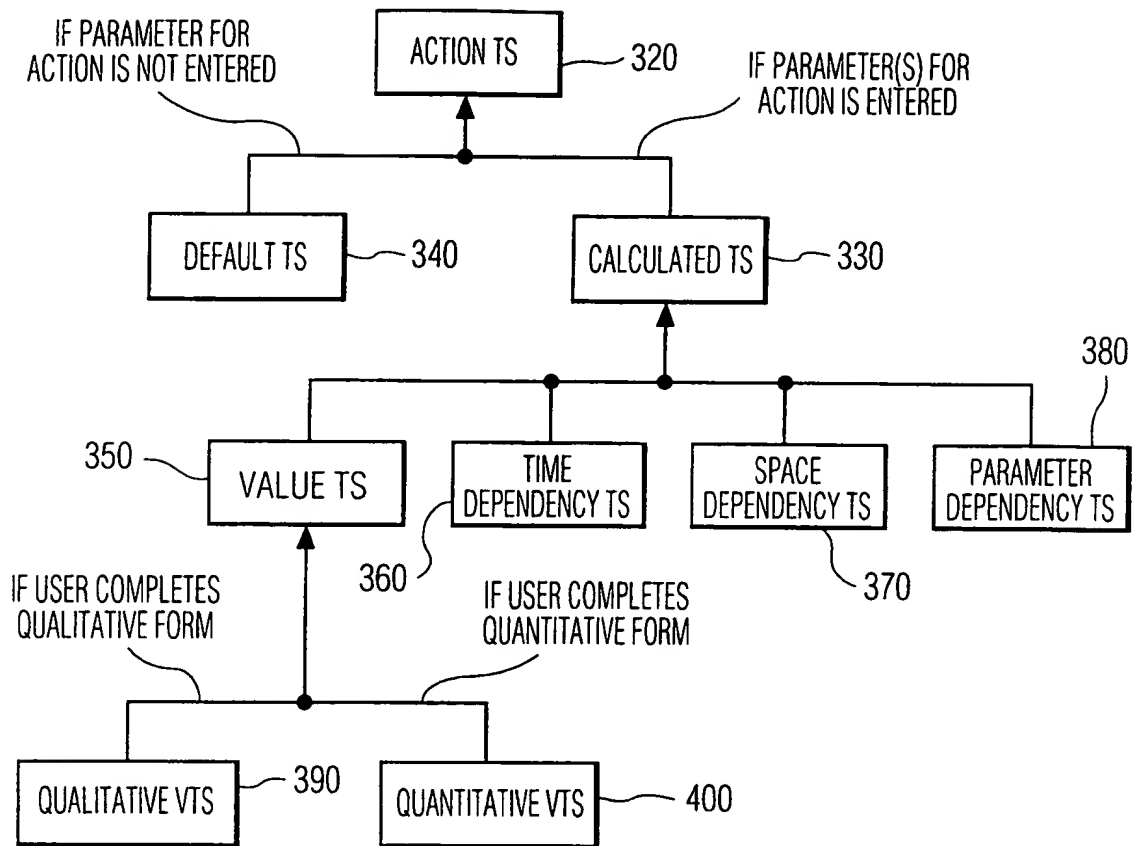 IF PARAMETER FOR
ACTION IS NOT ENTERED
ACTION TS
320
IF PARAMETER(S) FOR
ACTION IS ENTERED
DEFAULT TS
340
CALCULATED TS
330
380
350
VALUE TS
TIME
DEPENDENCY TS
SPACE
DEPENDENCY TS
PARAMETER
DEPENDENCY TS
360
370
IF USER COMPLETES
QUALITATIVE FORM
IF USER COMPLETES
QUANTITATIVE FORM
QUALITATIVE VTS
390
QUANTITATIVE VTS
400